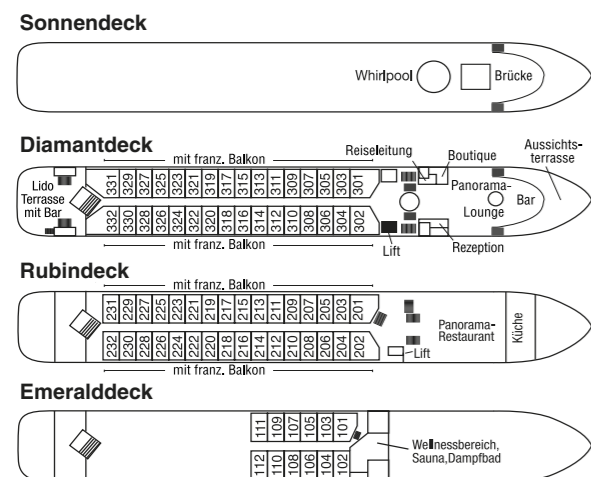 Sonnendeck
Whirlpool
Brücke
Diamantdeck
mit franz. Balkon
Reiseleitung
Boutique
Aussichts-
terrasse
Lido
Terrasse
mit Bar
331 329 327 325 323 321 319 317 315 313 311 309 307 305 303 301
Panorama-
Lounge
Bar
332 330 328 326 324 322 320 318 316 314 312 310 308 306 304 302
mit franz. Balkon
Lift
Rezeption
Rubindeck
mit franz. Balkon
231 229 227 225 223 221 219 217 215 213 211 209 207 205 203 201
Panorama-
Restaurant
Küche
232 230 228 226 224 222 220 218 216 214 212 210 208 206 204 202
Lift
mit franz. Balkon
Emeralddeck
111 109 107 105 103 101
Wellnessbereich,
Sauna,Dampfbad
112 110 108 106 104 102